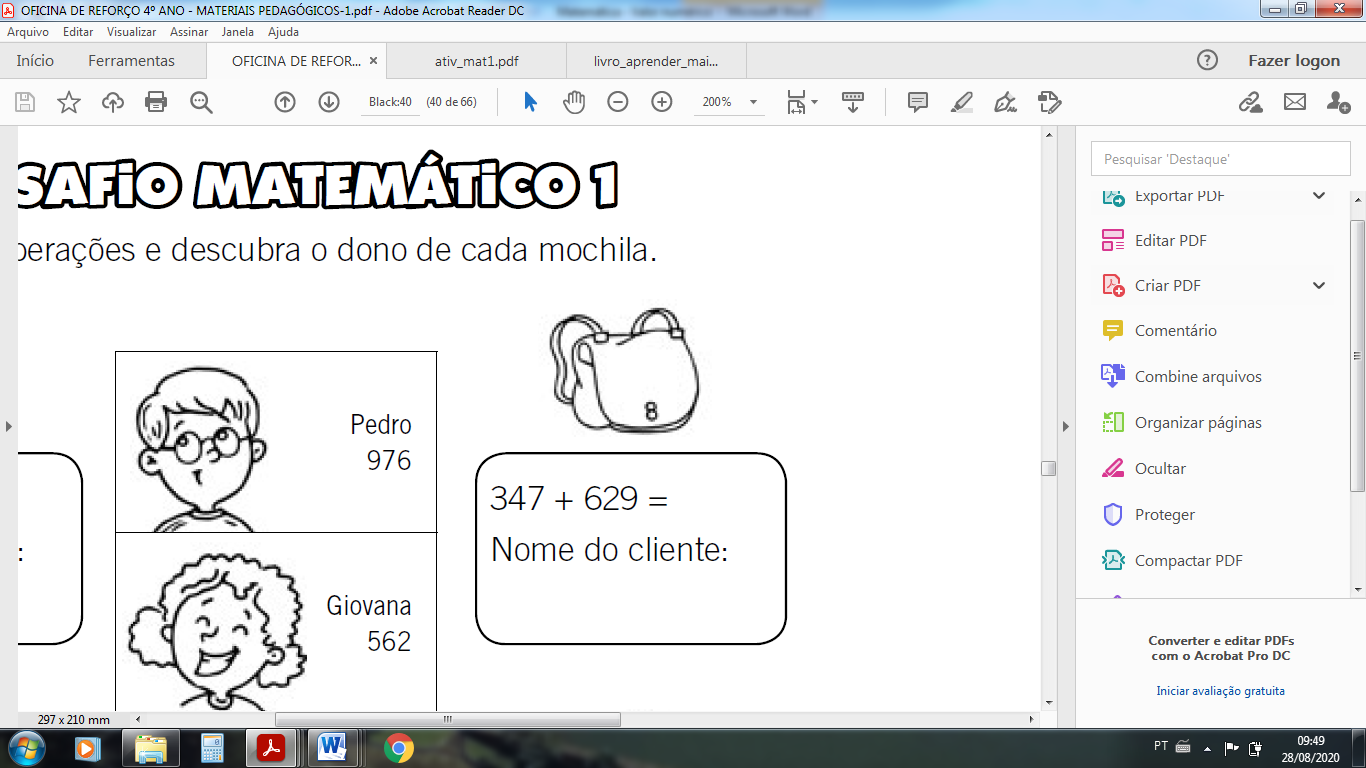 OFICINA DE REFORÇO 4º ANO - MATERIAIS PEDAGÓGICOS-1.pdf - Adobe Acrobat Reader DC
Arquivo Editar Visualizar Assinar Janela Ajuda
Início Ferramentas OFICINA DE REFOR... × ativ_mat1.pdf livro_aprender_mai... ? Fazer logon
Black:40 (40 de 66) 200%
SAFIO MATEMÁTICO 1
perações e descubra o dono de cada mochila.
8
Pedro
976
347 + 629 =
: Nome do cliente:
Giovana
562
297 x 210 mm
Pesquisar 'Destaque'
Exportar PDF
Editar PDF
Criar PDF
Comentário
Combine arquivos
Organizar páginas
Ocultar
Proteger
Compactar PDF
Converter e editar PDFs
com o Acrobat Pro DC
Iniciar avaliação gratuita
PT 09:49
28/08/2020